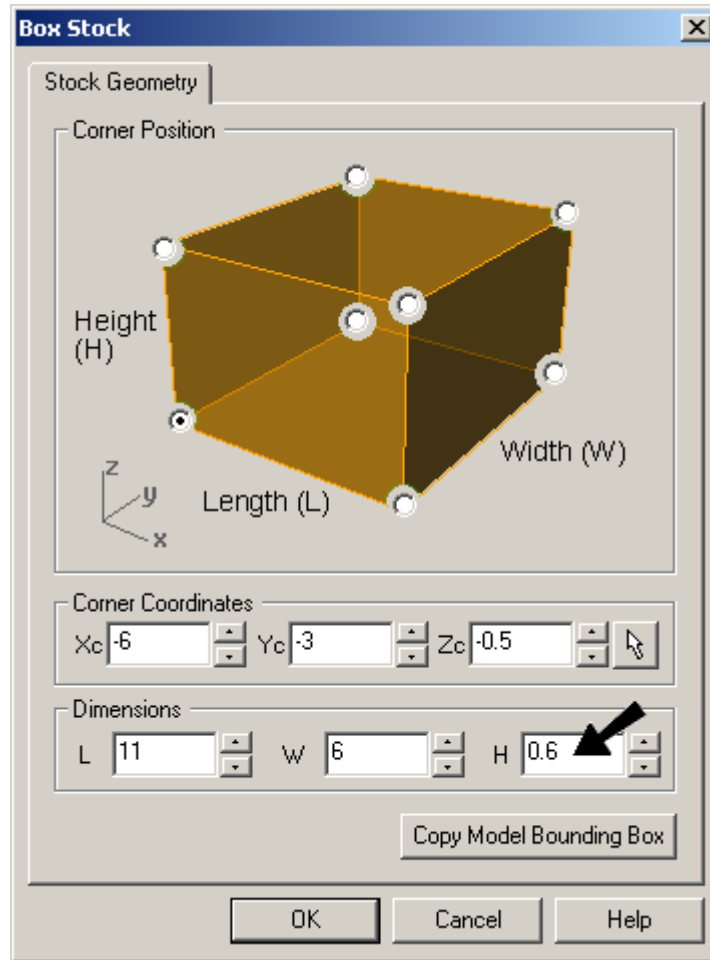 Box Stock
Stock Geometry
Corner Position
Height
(H)
Width (W)
Length (L)
z
y
x
Corner Coordinates
Xc -6 Yc -3 Zc -0.5
Dimensions
L 11 W 6 H 0.6
Copy Model Bounding Box
OK Cancel Help